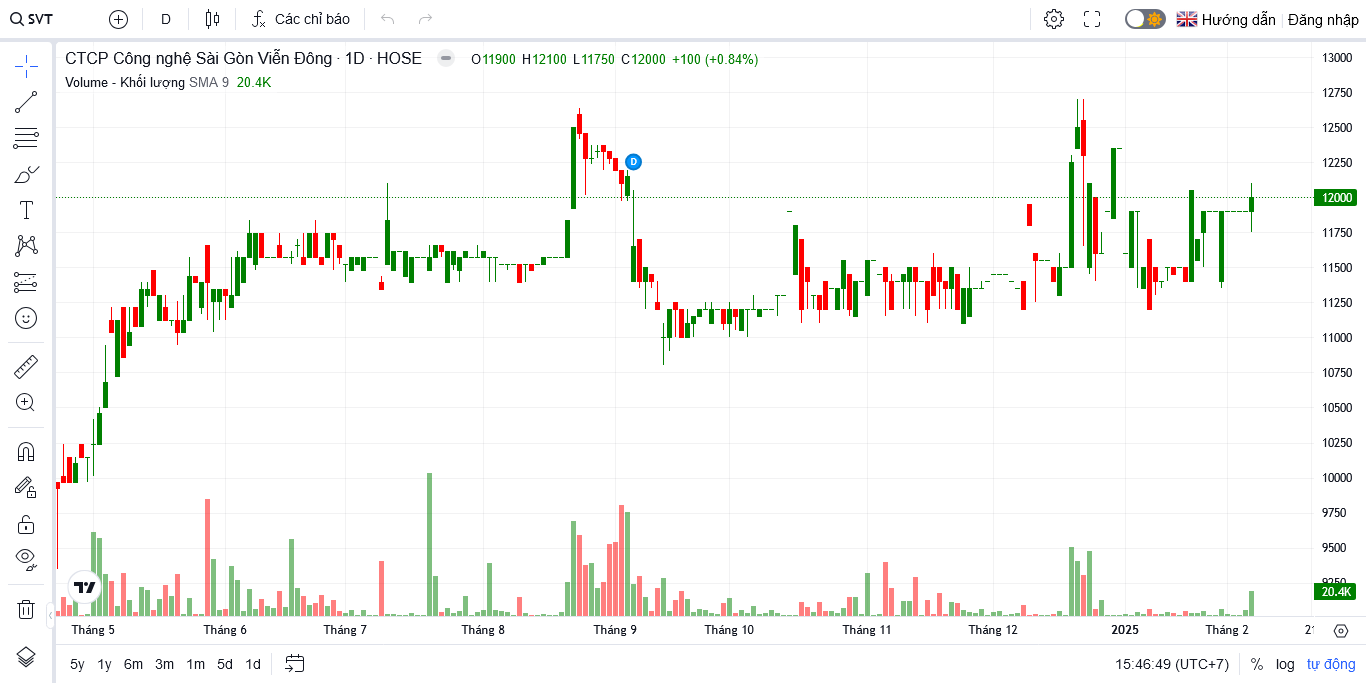 SVT D Các chỉ báo Hướng dẫn Đăng nhập
CTCP Công nghệ Sài Gòn Viễn Đông · 1D · HOSE O11900 H12100 L11750 C12000 +100 (+0.84%)
Volume - Khối lượng SMA 9 20.4K
D
13000
12750
12500
12250
12000
11750
11500
11250
11000
10750
10500
10250
10000
9750
9500
9250
20.4K
Tháng 5 Tháng 6 Tháng 7 Tháng 8 Tháng 9 Tháng 10 Tháng 11 Tháng 12 2025 Tháng 2 21
5y 1y 6m 3m 1m 5d 1d 15:46:49 (UTC+7) % log tự động